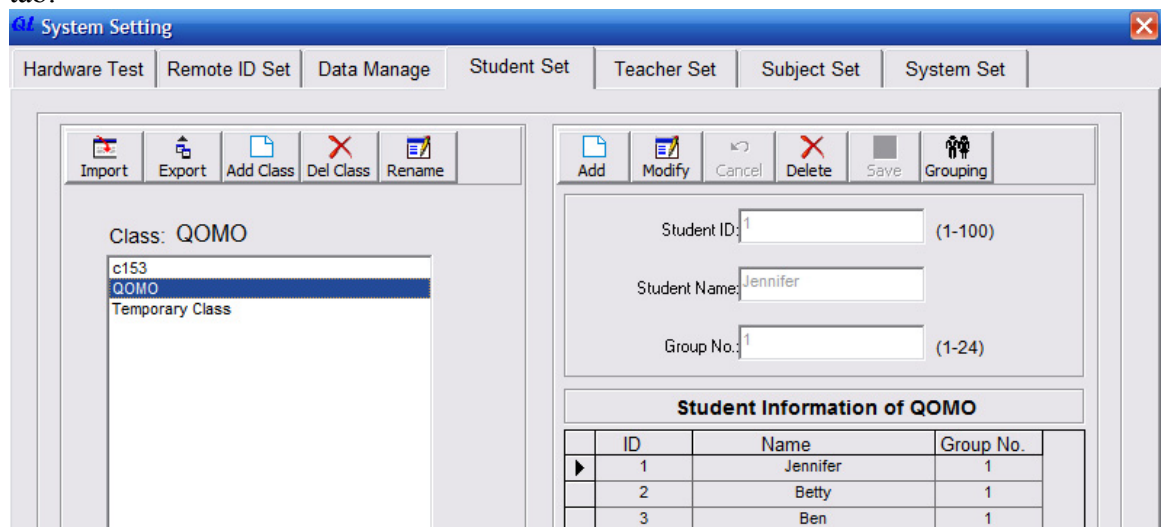 tab.
QL System Setting
Hardware Test Remote ID Set Data Manage Student Set Teacher Set Subject Set System Set
Import Export Add Class Del Class Rename
Add Modify Cancel Delete Save Grouping
Class: QOMO
c153
QOMO
Temporary Class
Student ID: 1 (1-100)
Student Name: Jennifer
Group No.: 1 (1-24)
Student Information of QOMO
ID Name Group No.
1 Jennifer 1
2 Betty 1
3 Ben 1